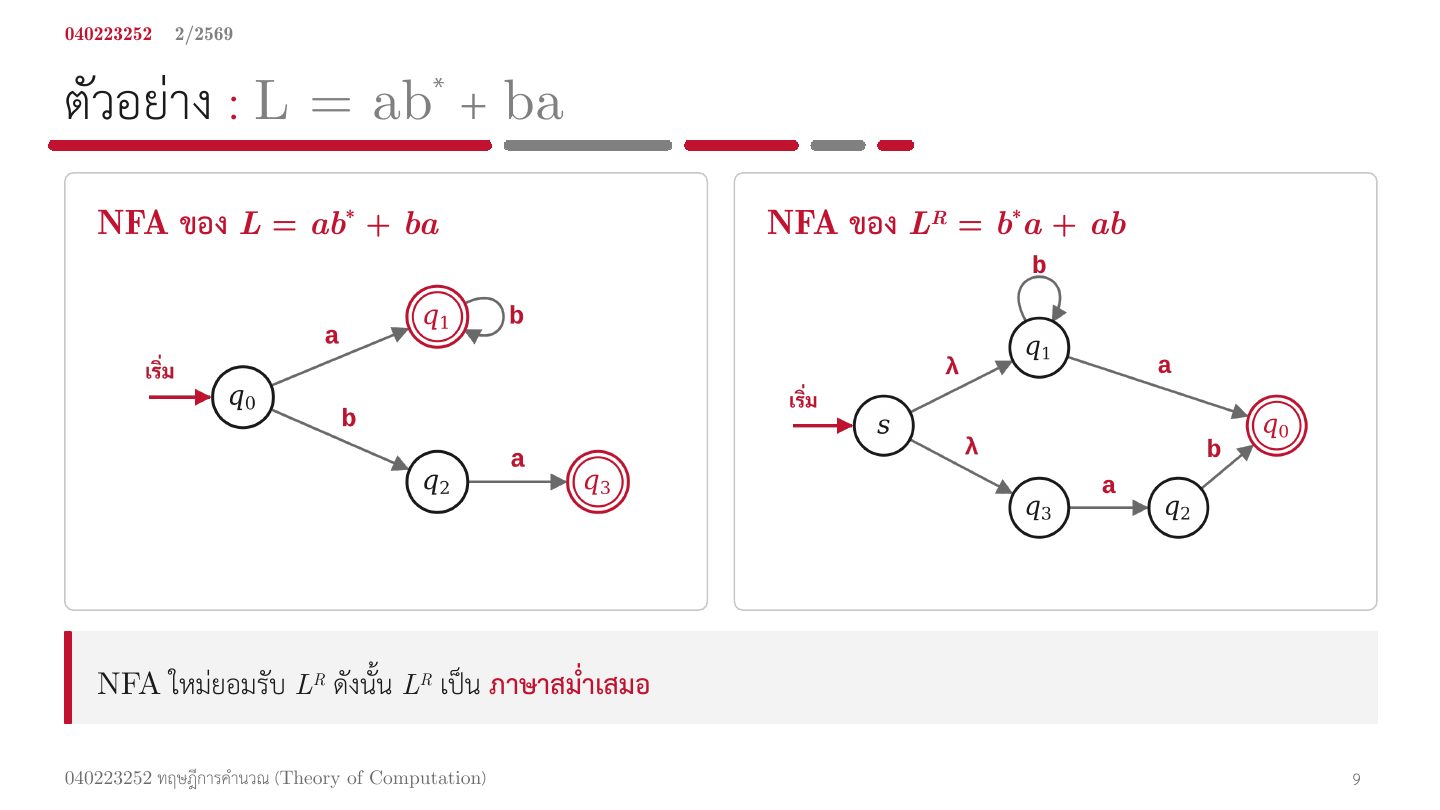 040223252 2/2569
ตัวอย่าง : L = ab* + ba
NFA ของ L = ab* + ba
q₁
b
a
เริ่ม
q₀
b
a
q₂
q₃
NFA ของ Lᴿ = b*a + ab
b
q₁
λ
a
เริ่ม
s
q₀
λ
b
a
q₃
q₂
NFA ใหม่ยอมรับ Lᴿ ดังนั้น Lᴿ เป็น ภาษาสม่ำเสมอ
040223252 ทฤษฎีการคำนวณ (Theory of Computation) 9